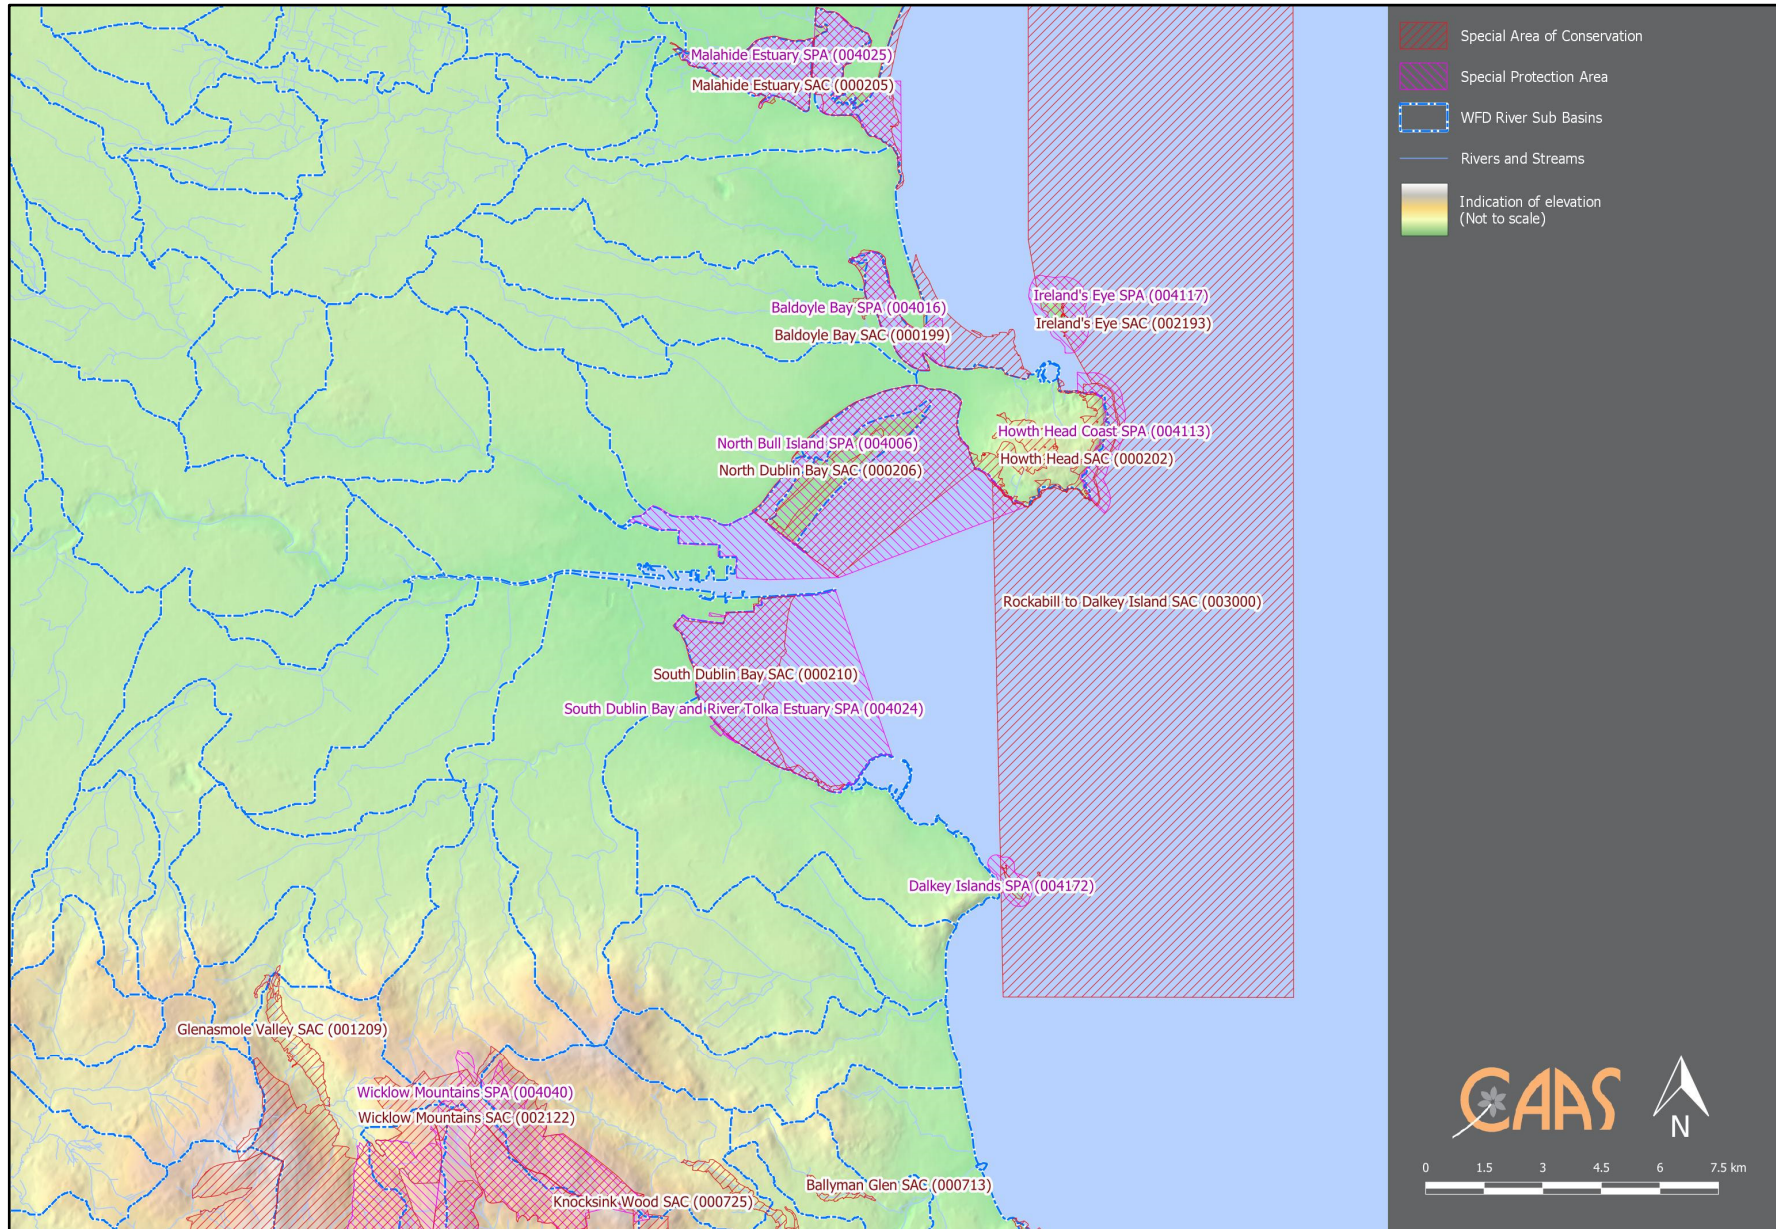 Malahide Estuary SPA (004025)
Malahide Estuary SAC (000205)
Ireland's Eye SPA (004117)
Ireland's Eye SAC (002193)
Baldoyle Bay SPA (004016)
Baldoyle Bay SAC (000199)
Howth Head Coast SPA (004113)
Howth Head SAC (000202)
North Bull Island SPA (004006)
North Dublin Bay SAC (000206)
Rockabill to Dalkey Island SAC (003000)
South Dublin Bay SAC (000210)
South Dublin Bay and River Tolka Estuary SPA (004024)
Dalkey Islands SPA (004172)
Glenasmole Valley SAC (001209)
Wicklow Mountains SPA (004040)
Wicklow Mountains SAC (002122)
Ballyman Glen SAC (000713)
Knocksink Wood SAC (000725)
Special Area of Conservation
Special Protection Area
WFD River Sub Basins
Rivers and Streams
Indication of elevation
(Not to scale)
CAAS
N
0 1.5 3 4.5 6 7.5 km